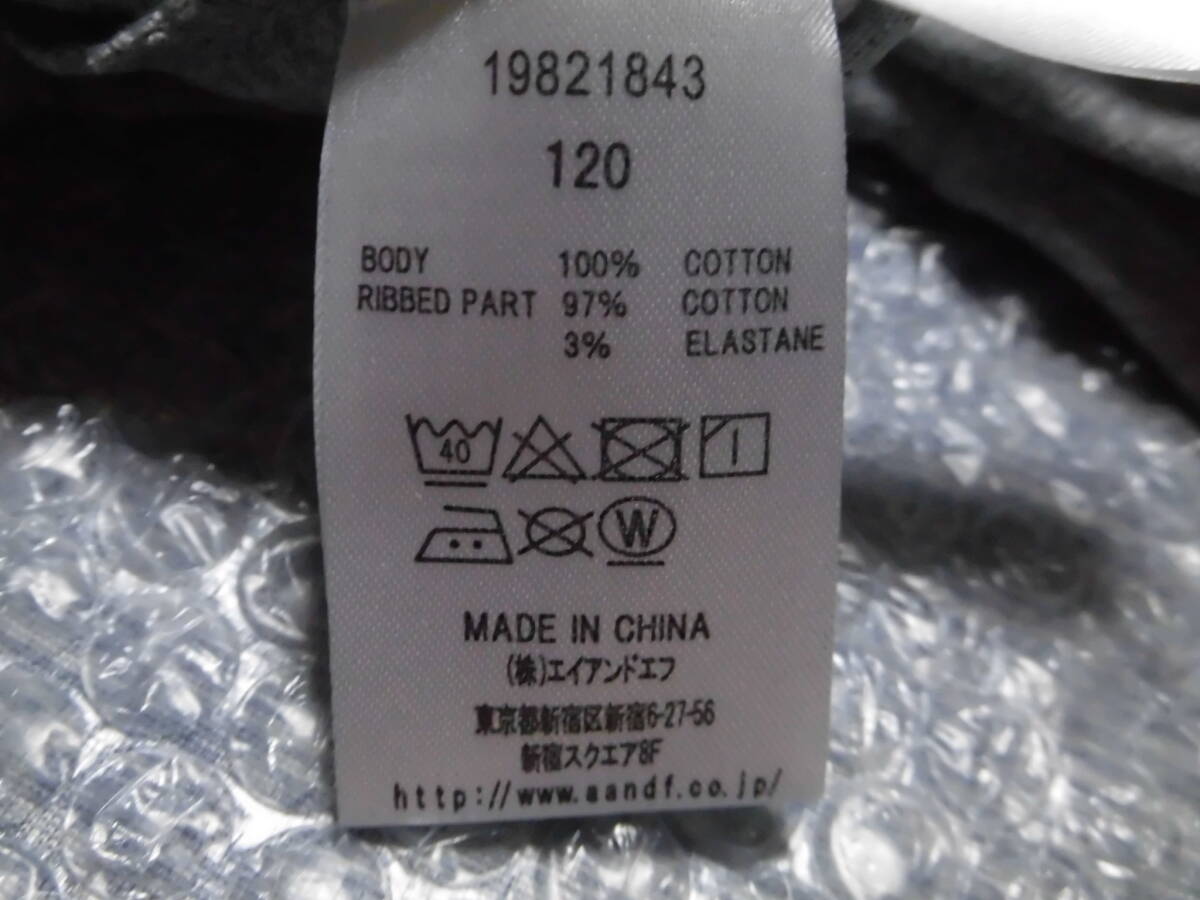 19821843
120
BODY 100% COTTON
RIBBED PART 97% COTTON
3% ELASTANE
40
W
MADE IN CHINA
(株)エイアンドエフ
東京都新宿区新宿6-27-56
新宿スクエア8F
http://www.aandf.co.jp/